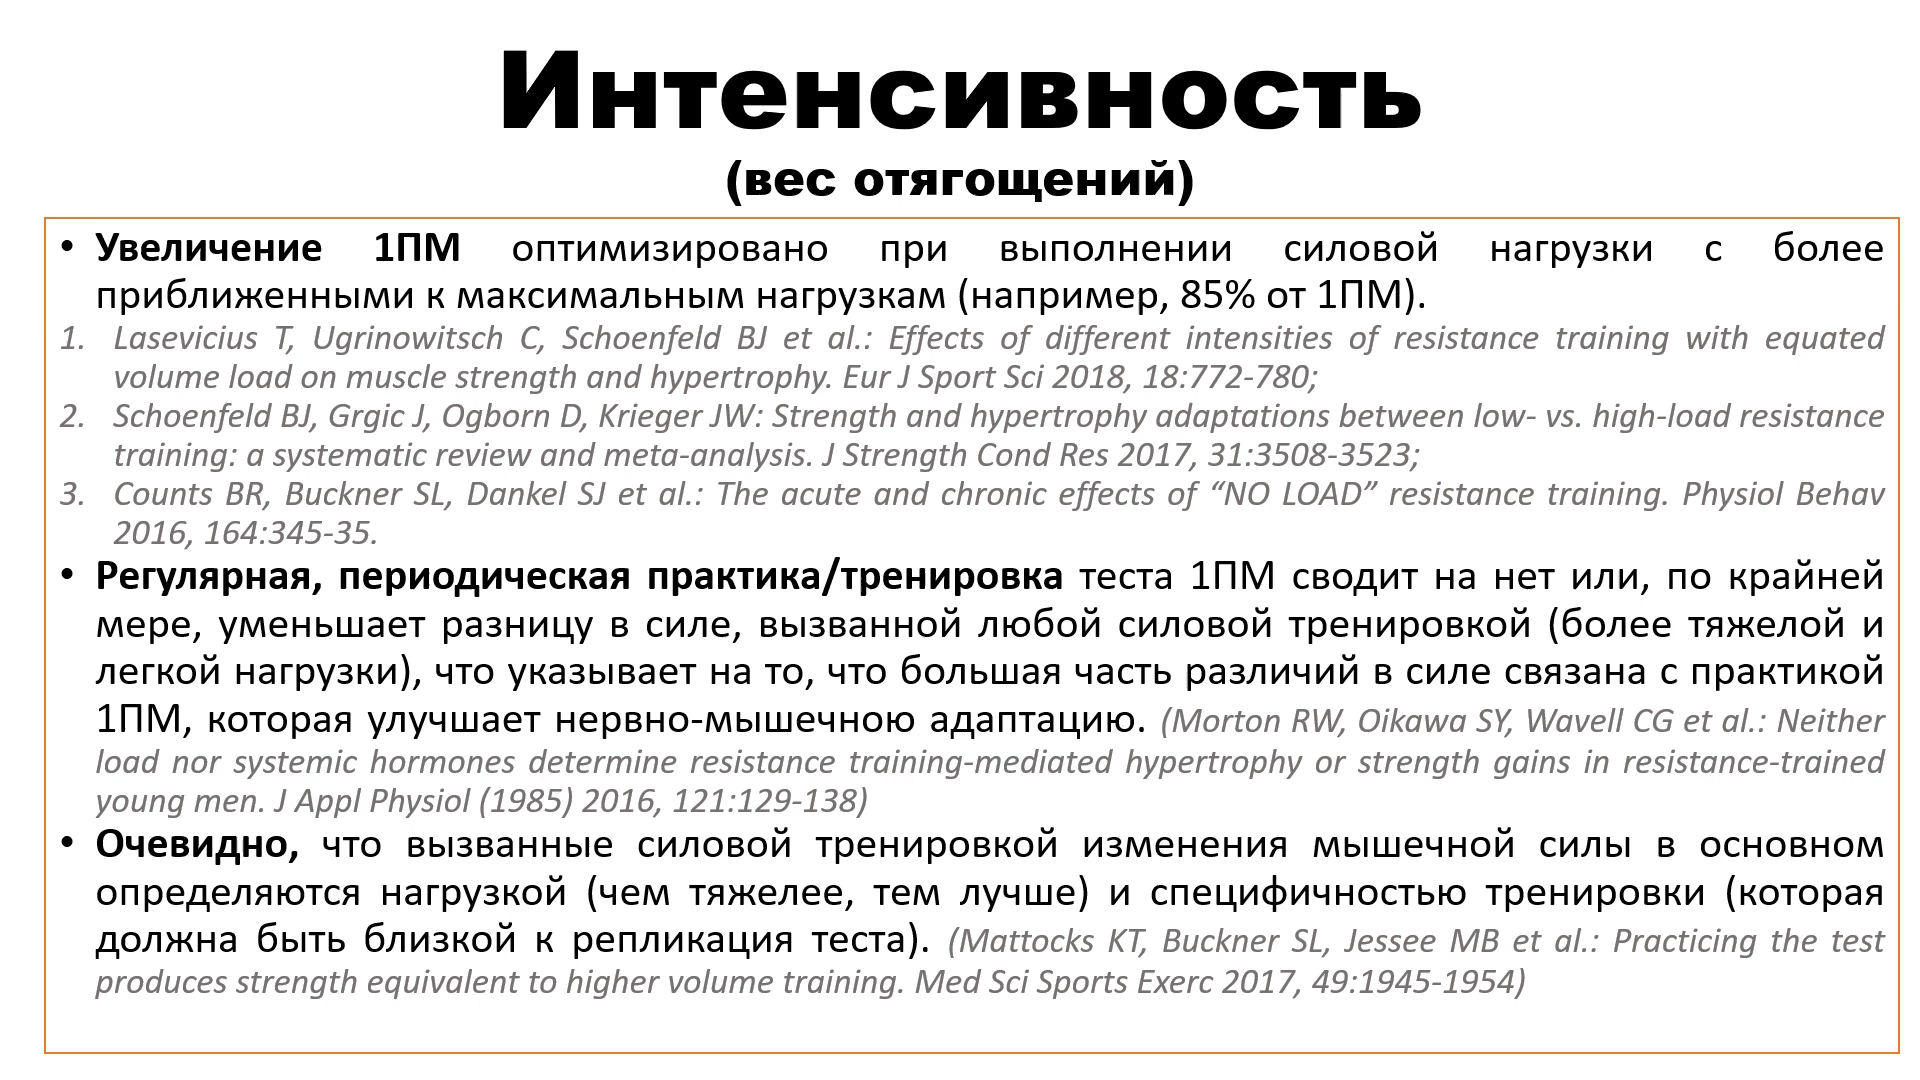 Интенсивность
(вес отягощений)
• Увеличение 1ПМ оптимизировано при выполнении силовой нагрузки с более
приближенными к максимальным нагрузкам (например, 85% от 1ПМ).
1. Lasevicius T, Ugrinowitsch C, Schoenfeld BJ et al.: Effects of different intensities of resistance training with equated
volume load on muscle strength and hypertrophy. Eur J Sport Sci 2018, 18:772-780;
2. Schoenfeld BJ, Grgic J, Ogborn D, Krieger JW: Strength and hypertrophy adaptations between low- vs. high-load resistance
training: a systematic review and meta-analysis. J Strength Cond Res 2017, 31:3508-3523;
3. Counts BR, Buckner SL, Dankel SJ et al.: The acute and chronic effects of “NO LOAD” resistance training. Physiol Behav
2016, 164:345-35.
• Регулярная, периодическая практика/тренировка теста 1ПМ сводит на нет или, по крайней
мере, уменьшает разницу в силе, вызванной любой силовой тренировкой (более тяжелой и
легкой нагрузки), что указывает на то, что большая часть различий в силе связана с практикой
1ПМ, которая улучшает нервно-мышечною адаптацию. (Morton RW, Oikawa SY, Wavell CG et al.: Neither
load nor systemic hormones determine resistance training-mediated hypertrophy or strength gains in resistance-trained
young men. J Appl Physiol (1985) 2016, 121:129-138)
• Очевидно, что вызванные силовой тренировкой изменения мышечной силы в основном
определяются нагрузкой (чем тяжелее, тем лучше) и специфичностью тренировки (которая
должна быть близкой к репликация теста). (Mattocks KT, Buckner SL, Jessee MB et al.: Practicing the test
produces strength equivalent to higher volume training. Med Sci Sports Exerc 2017, 49:1945-1954)